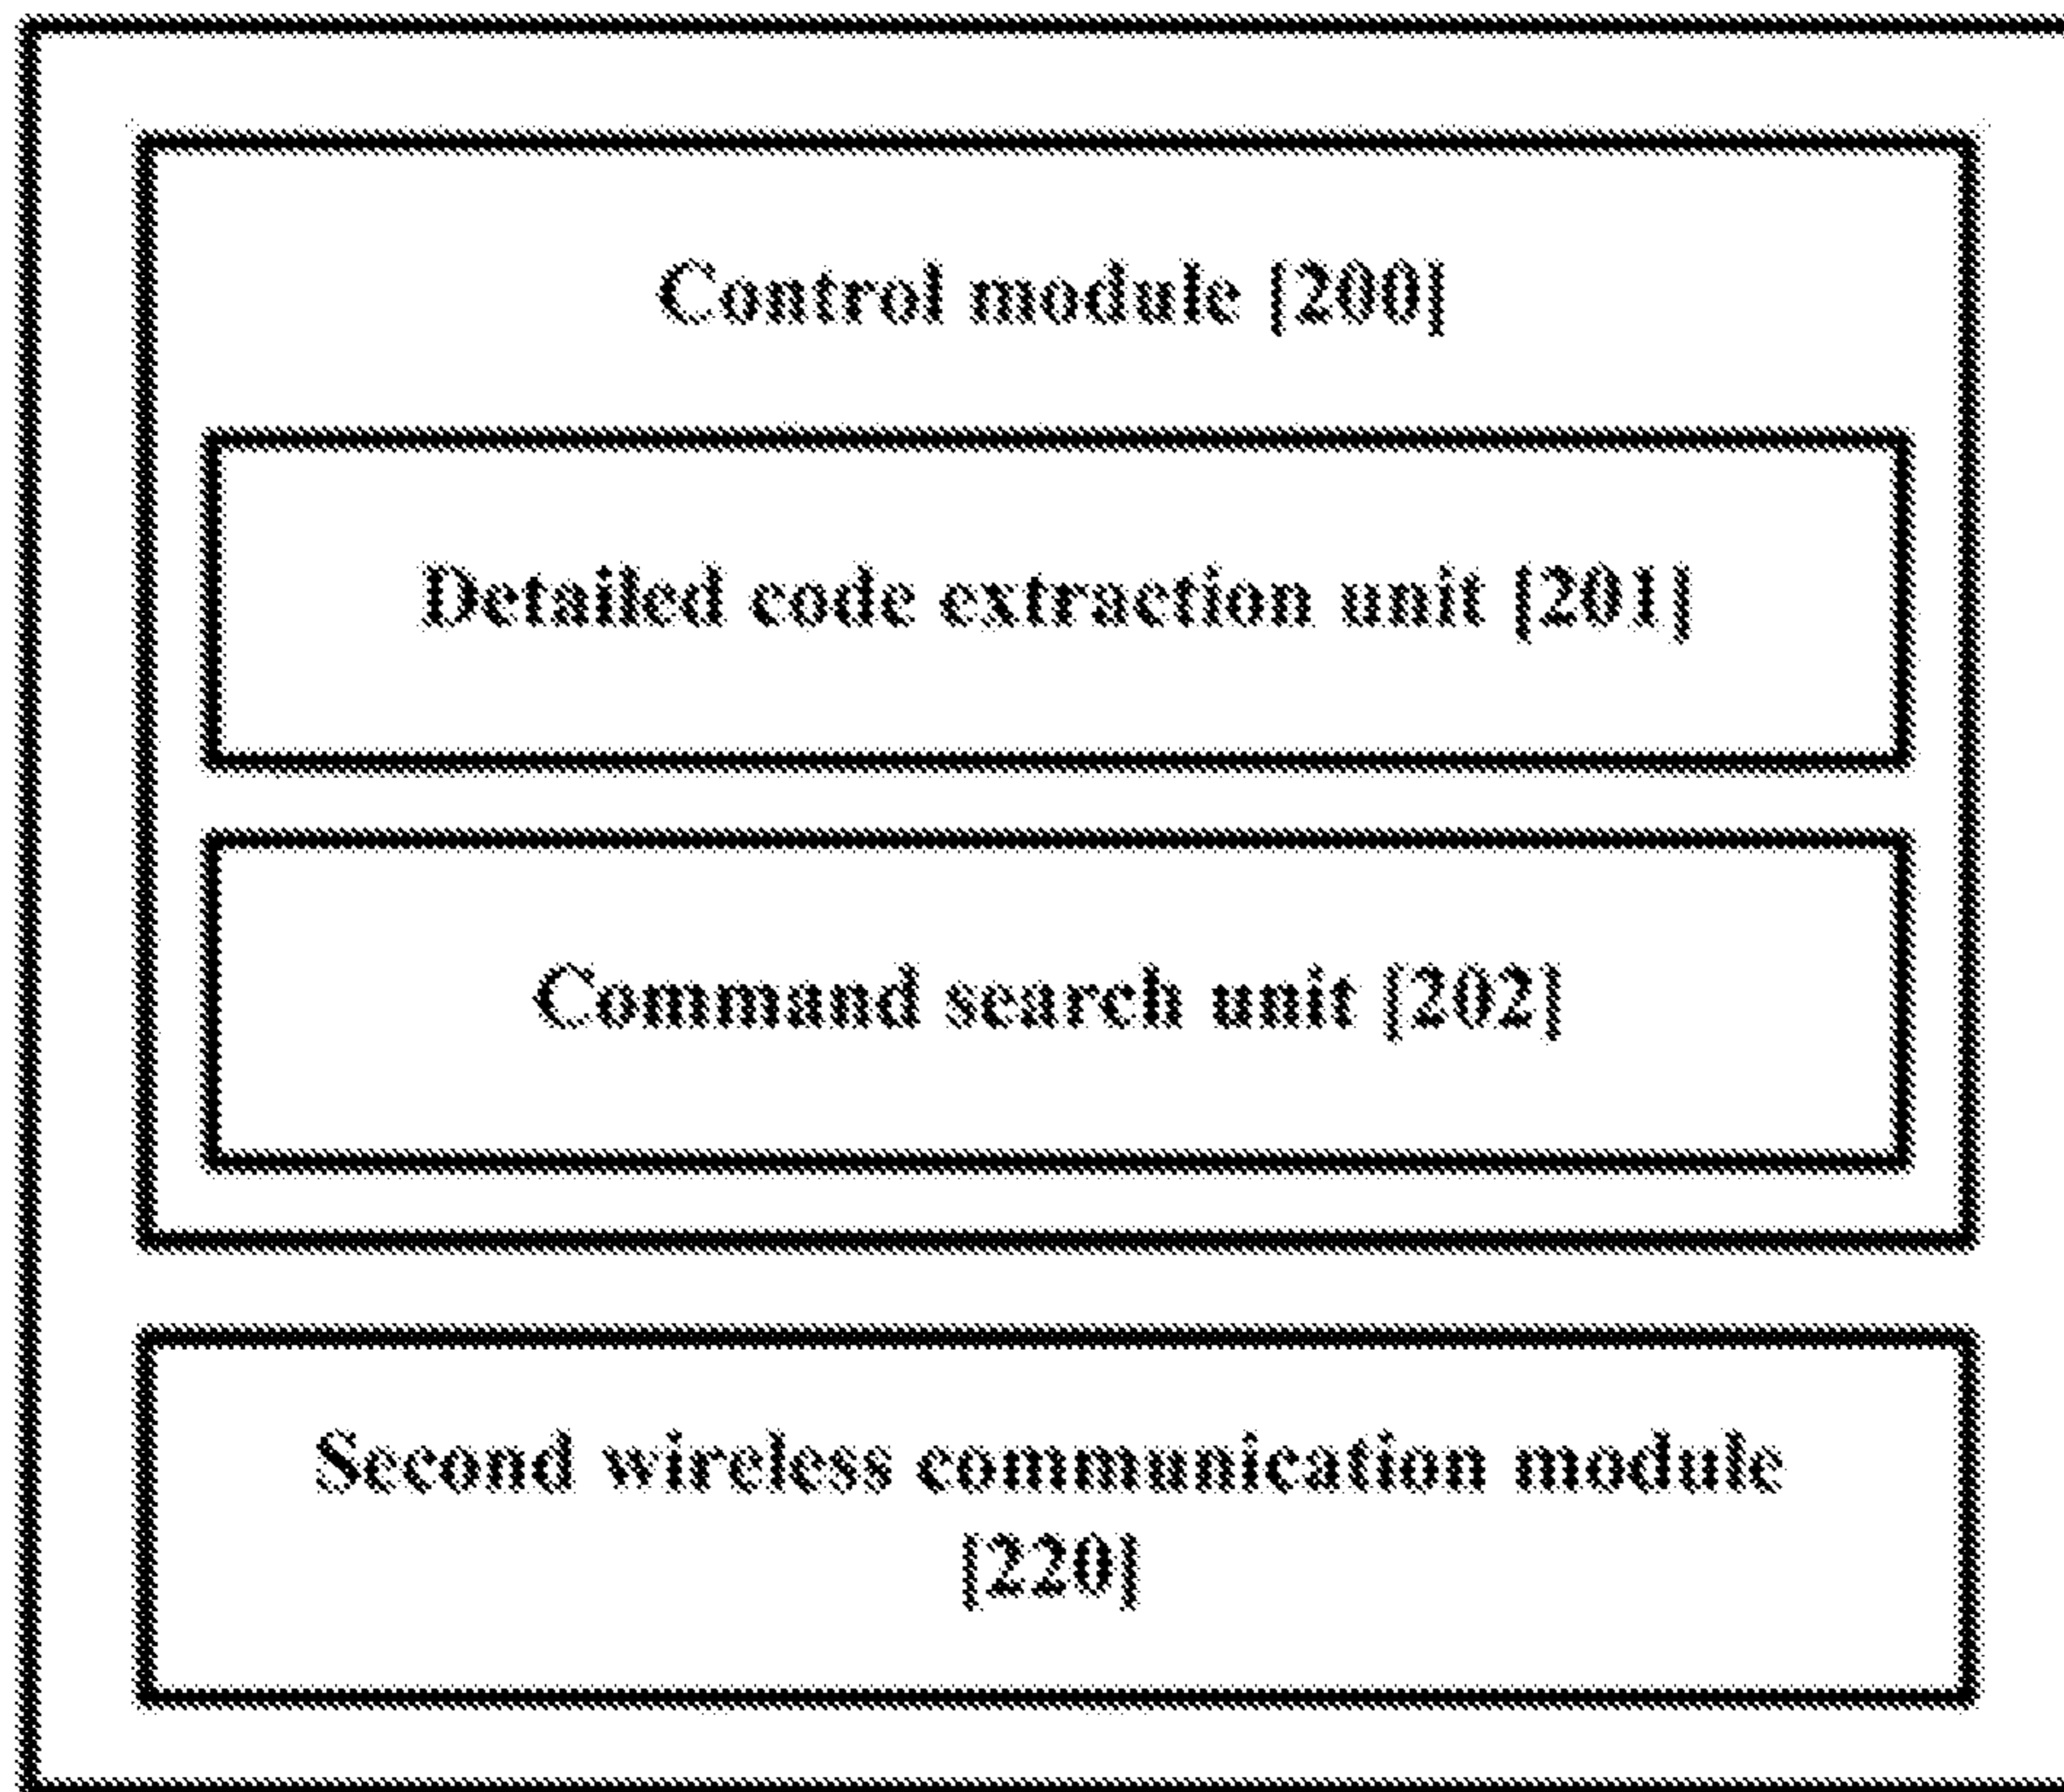 Control module [200]
Detailed code extraction unit [201]
Command search unit [202]
Second wireless communication module
[220]